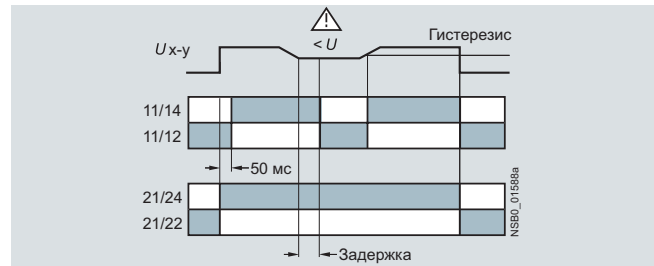 < U
Гистерезис
U x-y
11/14
11/12
50 мс
21/24
21/22
Задержка
NSB0_01588a